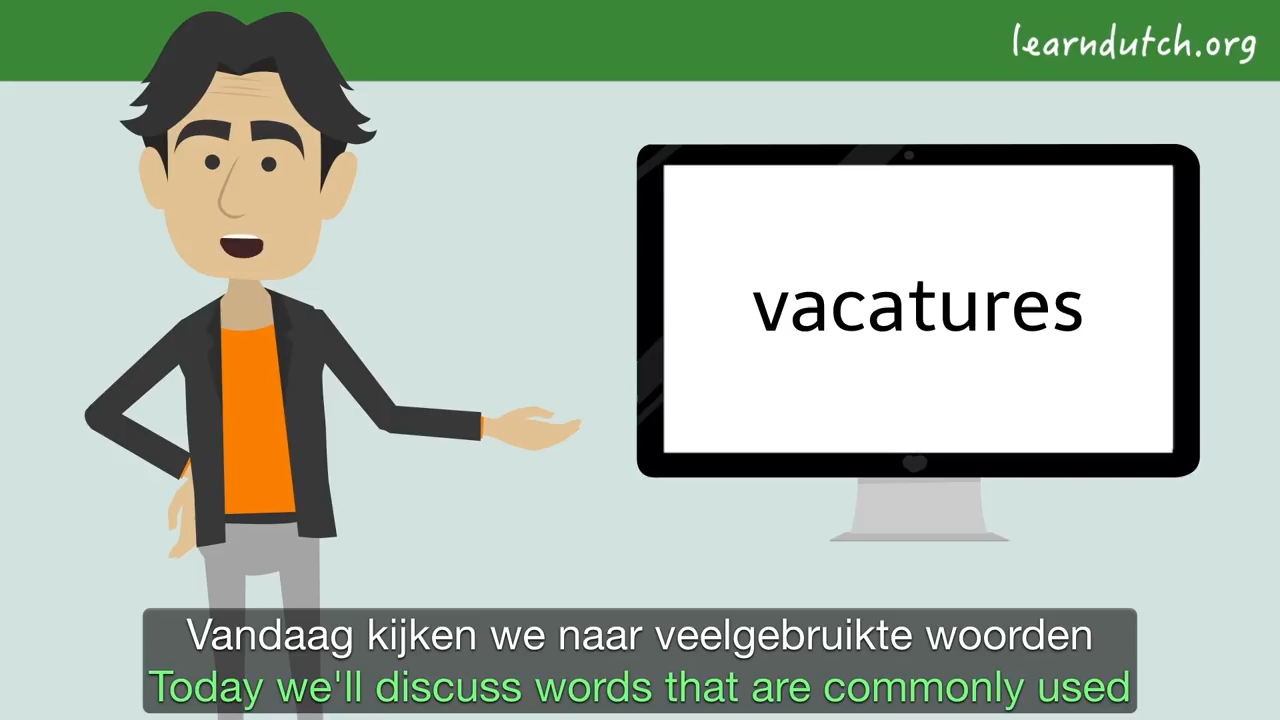 learndutch.org
vacatures
Vandaag kijken we naar veelgebruikte woorden
Today we'll discuss words that are commonly used